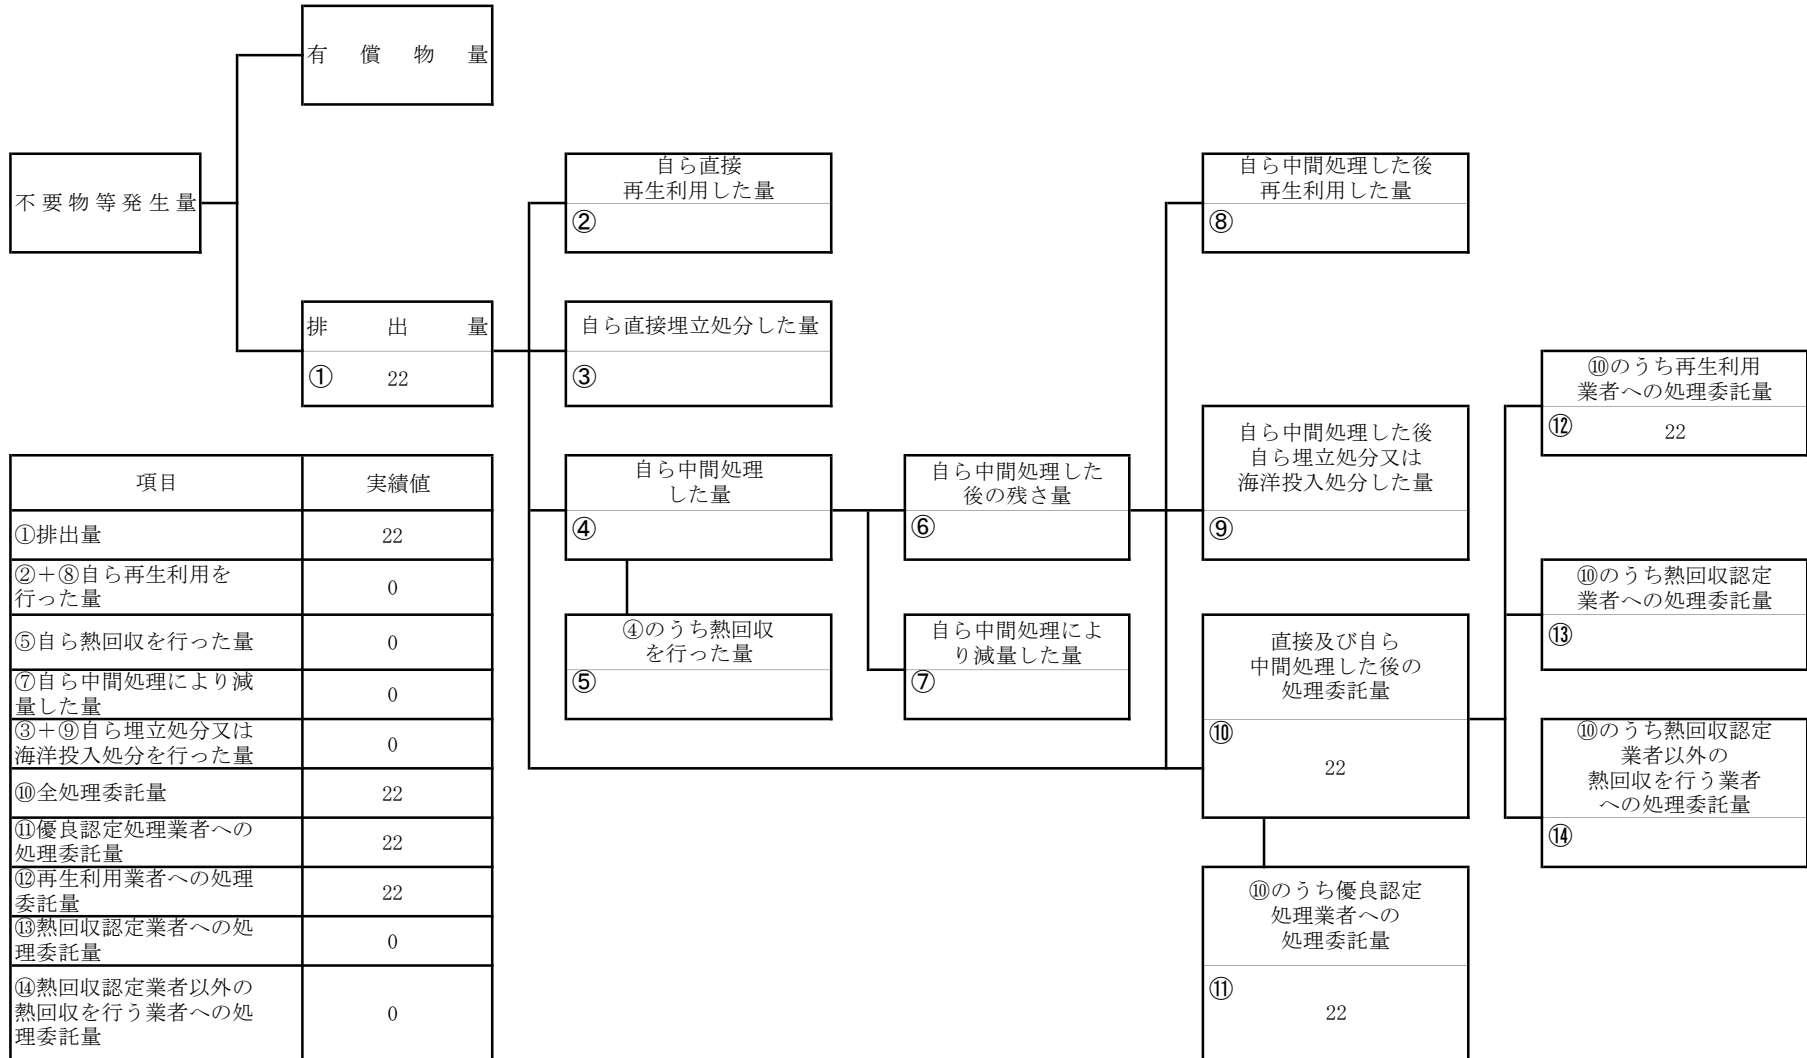 有償物量
不要物等発生量
排出量
① 22
自ら直接
再生利用した量
②
自ら直接埋立処分した量
③
自ら中間処理
した量
④
④のうち熱回収
を行った量
⑤
自ら中間処理した
後の残さ量
⑥
自ら中間処理によ
り減量した量
⑦
自ら中間処理した後
再生利用した量
⑧
自ら中間処理した後
自ら埋立処分又は
海洋投入処分した量
⑨
直接及び自ら
中間処理した後の
処理委託量
⑩
22
⑩のうち優良認定
処理業者への
処理委託量
⑪
22
⑩のうち再生利用
業者への処理委託量
⑫ 22
⑩のうち熱回収認定
業者への処理委託量
⑬
⑩のうち熱回収認定
業者以外の
熱回収を行う業者
への処理委託量
⑭
項目 実績値
①排出量 22
②+⑧自ら再生利用を
行った量 0
⑤自ら熱回収を行った量 0
⑦自ら中間処理により減
量した量 0
③+⑨自ら埋立処分又は
海洋投入処分を行った量 0
⑩全処理委託量 22
⑪優良認定処理業者への
処理委託量 22
⑫再生利用業者への処理
委託量 22
⑬熱回収認定業者への処
理委託量 0
⑭熱回収認定業者以外の
熱回収を行う業者への処 0
理委託量